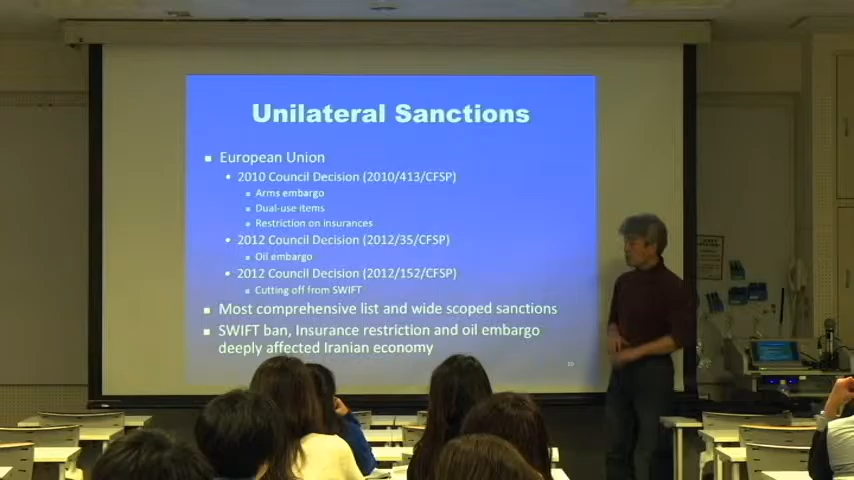 Unilateral Sanctions
European Union
2010 Council Decision (2010/413/CFSP)
Arms embargo
Dual-use items
Restriction on insurances
2012 Council Decision (2012/35/CFSP)
Oil embargo
2012 Council Decision (2012/152/CFSP)
Cutting off from SWIFT
Most comprehensive list and wide scoped sanctions
SWIFT ban, Insurance restriction and oil embargo
deeply affected Iranian economy